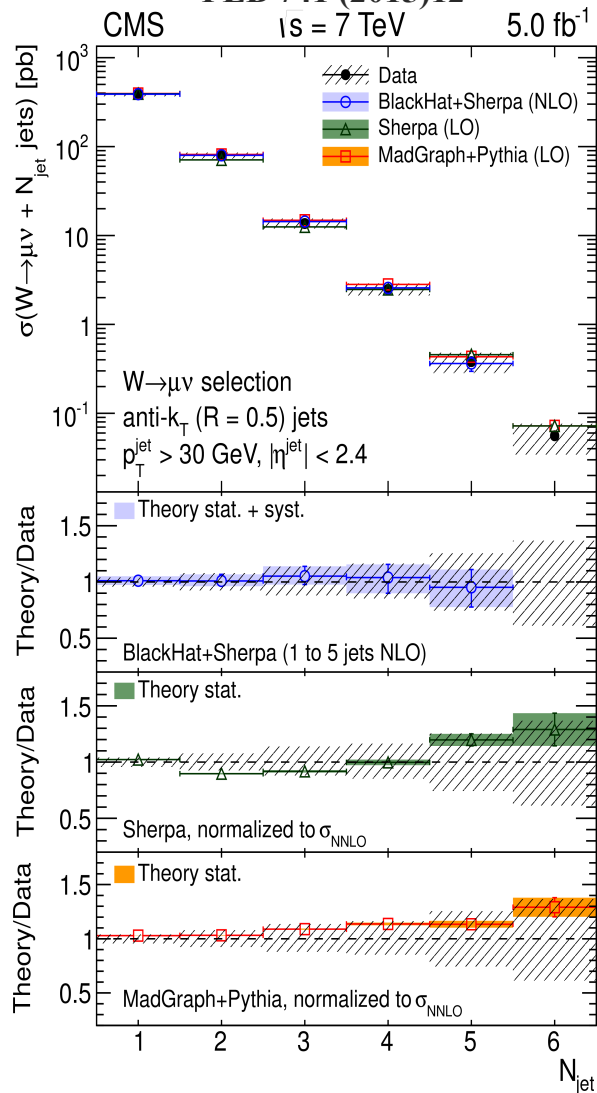 PLB 741 (2015)12
CMS √s = 7 TeV 5.0 fb⁻¹
σ(W→μν + N_jet jets) [pb]
10³
10²
10
1
10⁻¹
Data
BlackHat+Sherpa (NLO)
Sherpa (LO)
MadGraph+Pythia (LO)
W→μν selection
anti-k_T (R = 0.5) jets
p_T^jet > 30 GeV, |η^jet| < 2.4
Theory/Data
1.5
1
0.5
Theory stat. + syst.
BlackHat+Sherpa (1 to 5 jets NLO)
Theory/Data
1.5
1
0.5
Theory stat.
Sherpa, normalized to σ_NNLO
Theory/Data
1.5
1
0.5
Theory stat.
MadGraph+Pythia, normalized to σ_NNLO
1 2 3 4 5 6
N_jet